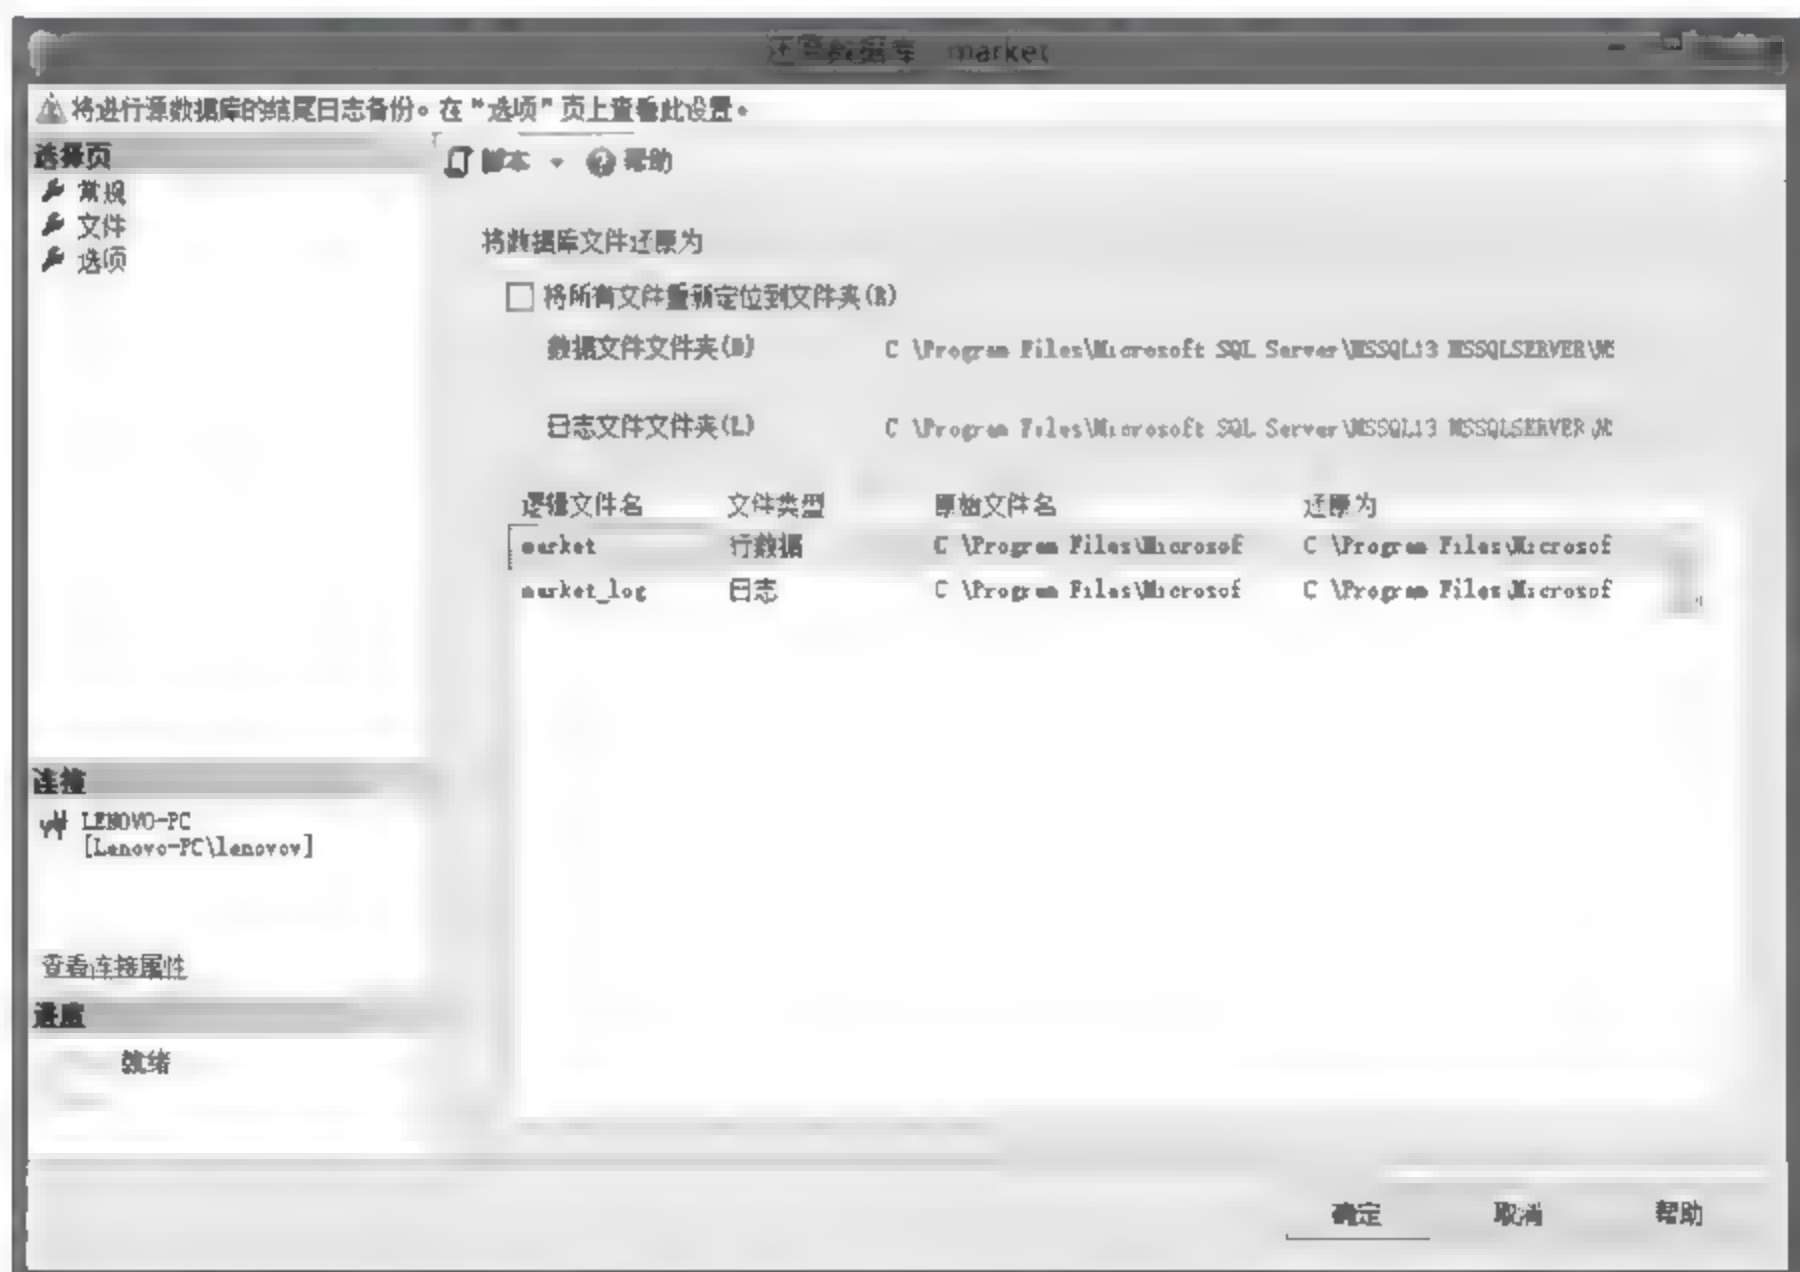 还原数据库 market
将进行源数据库的结尾日志备份。在“选项”页上查看此设置。
选择页
常规
文件
选项
脚本 帮助
将数据库文件还原为
将所有文件重新定位到文件夹(R)
数据文件文件夹(D) C \Program Files\Microsoft SQL Server\MSSQL13 MSSQLSERVER\MS
日志文件文件夹(L) C \Program Files\Microsoft SQL Server\MSSQL13 MSSQLSERVER\MS
逻辑文件名 文件类型 原始文件名 还原为
market 行数据 C \Program Files\Microsof C \Program Files\Microsof
market_log 日志 C \Program Files\Microsof C \Program Files\Microsof
连接
LENOVO-PC
[Lenovo-PC\lenovov]
查看连接属性
进度
就绪
确定 取消 帮助